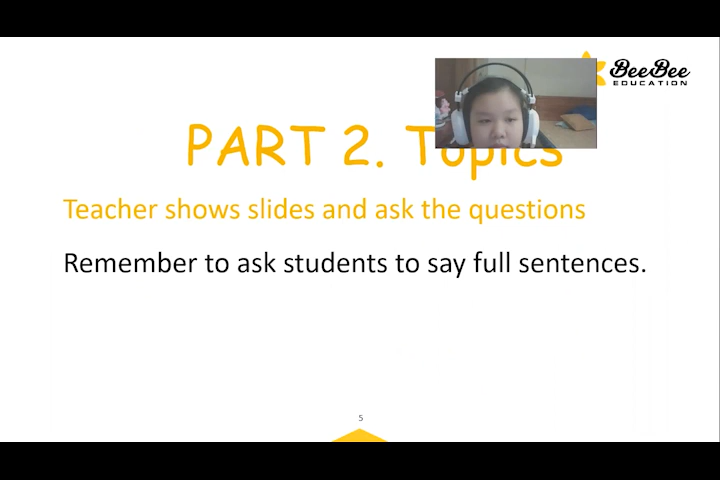 BeeBee
EDUCATION
PART 2. Topics
Teacher shows slides and ask the questions
Remember to ask students to say full sentences.
5